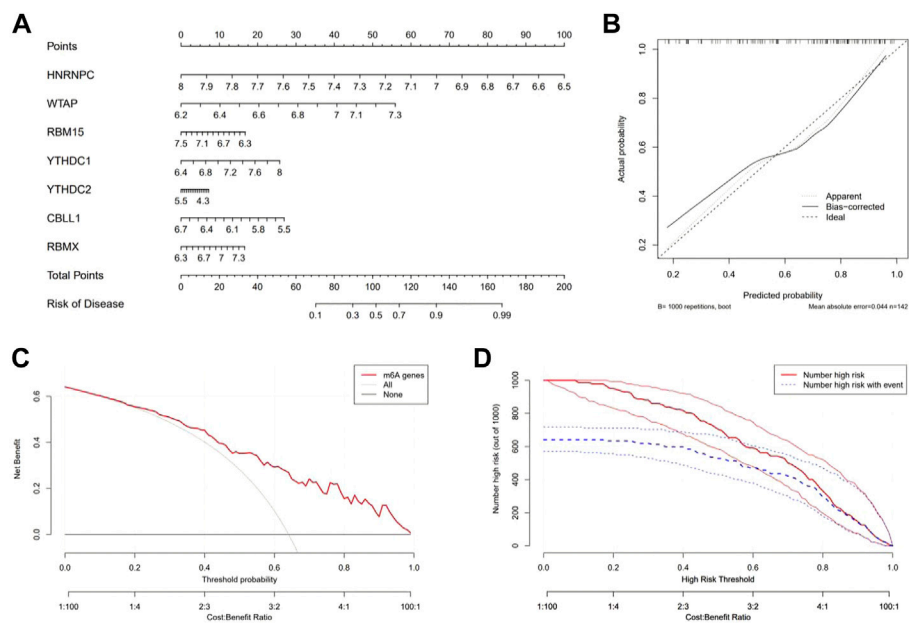 A
Points
0 10 20 30 40 50 60 70 80 90 100
HNRNPC
8 7.9 7.8 7.7 7.6 7.5 7.4 7.3 7.2 7.1 7 6.9 6.8 6.7 6.6 6.5
WTAP
6.2 6.4 6.6 6.8 7 7.1 7.3
RBM15
7.5 7.1 6.7 6.3
YTHDC1
6.4 6.8 7.2 7.6 8
YTHDC2
5.5 4.3
CBLL1
6.7 6.4 6.1 5.8 5.5
RBMX
6.3 6.7 7 7.3
Total Points
0 20 40 60 80 100 120 140 160 180 200
Risk of Disease
0.1 0.3 0.5 0.7 0.9 0.99
B
Actual probability
1.0
0.8
0.6
0.4
0.2
Apparent
Bias-corrected
Ideal
0.2 0.4 0.6 0.8 1.0
Predicted probability
B= 1000 repetitions, boot
Mean absolute error=0.044 n=142
C
Net Benefit
0.6
0.4
0.2
0.0
m6A genes
All
None
0.0 0.2 0.4 0.6 0.8 1.0
Threshold probability
1:100 1:4 2:3 3:2 4:1 100:1
Cost:Benefit Ratio
D
Number high risk (out of 1000)
1000
800
600
400
200
0
Number high risk
Number high risk with event
0.0 0.2 0.4 0.6 0.8 1.0
High Risk Threshold
1:100 1:4 2:3 3:2 4:1 100:1
Cost:Benefit Ratio